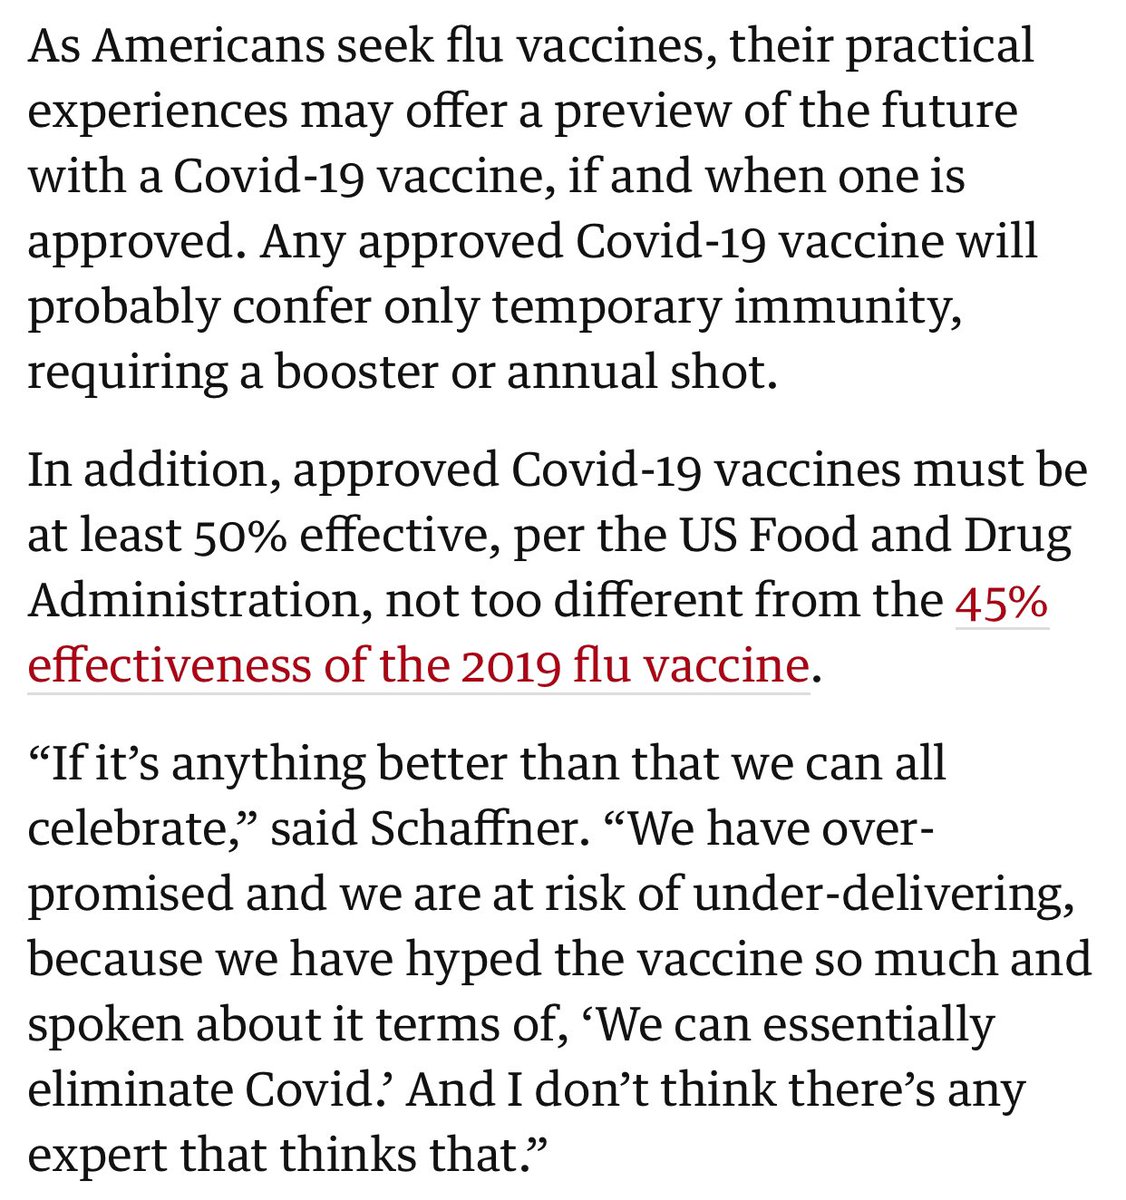 As Americans seek flu vaccines, their practical
experiences may offer a preview of the future
with a Covid-19 vaccine, if and when one is
approved. Any approved Covid-19 vaccine will
probably confer only temporary immunity,
requiring a booster or annual shot.
In addition, approved Covid-19 vaccines must be
at least 50% effective, per the US Food and Drug
Administration, not too different from the 45%
effectiveness of the 2019 flu vaccine.
“If it’s anything better than that we can all
celebrate,” said Schaffner. “We have over-
promised and we are at risk of under-delivering,
because we have hyped the vaccine so much and
spoken about it terms of, ‘We can essentially
eliminate Covid.’ And I don’t think there’s any
expert that thinks that.”